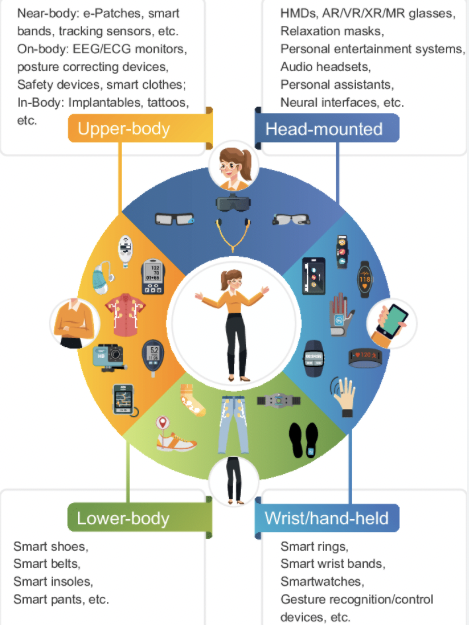 Near-body: e-Patches, smart
bands, tracking sensors, etc.
On-body: EEG/ECG monitors,
posture correcting devices,
Safety devices, smart clothes;
In-Body: Implantables, tattoos,
etc.
Upper-body
HMDs, AR/VR/XR/MR glasses,
Relaxation masks,
Personal entertainment systems,
Audio headsets,
Personal assistants,
Neural interfaces, etc.
Head-mounted
118
Lower-body
Smart shoes,
Smart belts,
Smart insoles,
Smart pants, etc.
Wrist/hand-held
Smart rings,
Smart wrist bands,
Smartwatches,
Gesture recognition/control
devices, etc.